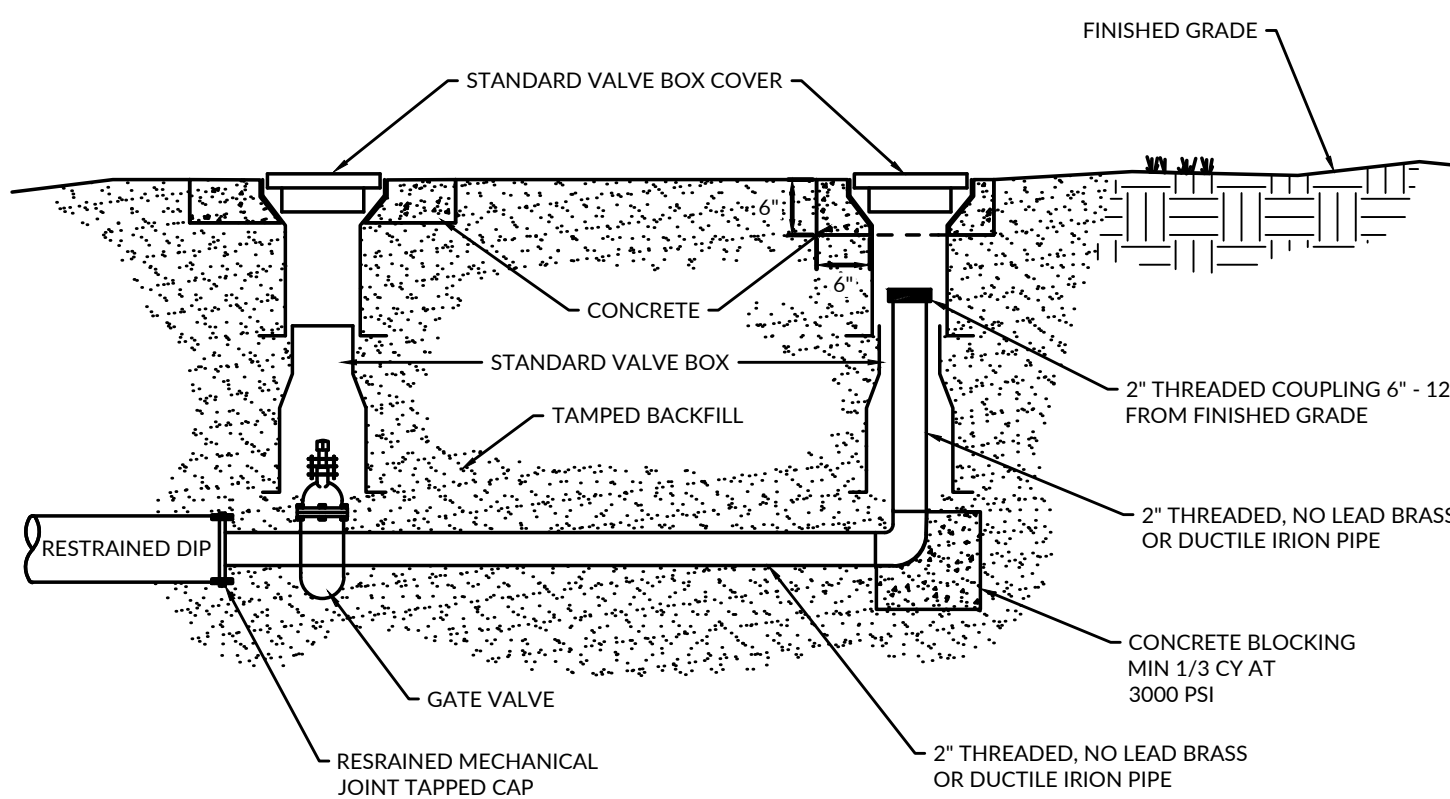 FINISHED GRADE
STANDARD VALVE BOX COVER
6"
6"
CONCRETE
STANDARD VALVE BOX
2" THREADED COUPLING 6" - 12
FROM FINISHED GRADE
TAMPED BACKFILL
2" THREADED, NO LEAD BRASS
OR DUCTILE IRION PIPE
RESTRAINED DIP
CONCRETE BLOCKING
MIN 1/3 CY AT
3000 PSI
GATE VALVE
2" THREADED, NO LEAD BRASS
OR DUCTILE IRION PIPE
RESRAINED MECHANICAL
JOINT TAPPED CAP